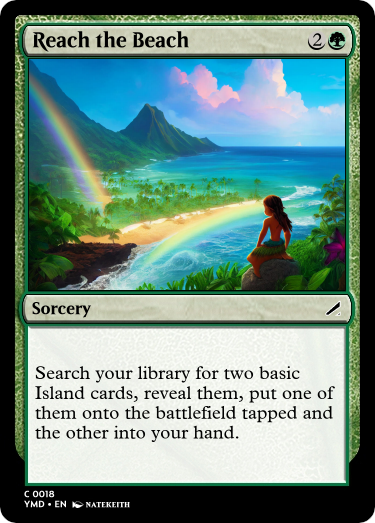 Reach the Beach 2
Sorcery
Search your library for two basic
Island cards, reveal them, put one of
them onto the battlefield tapped and
the other into your hand.
C 0018
YMD • EN NATEKEITH